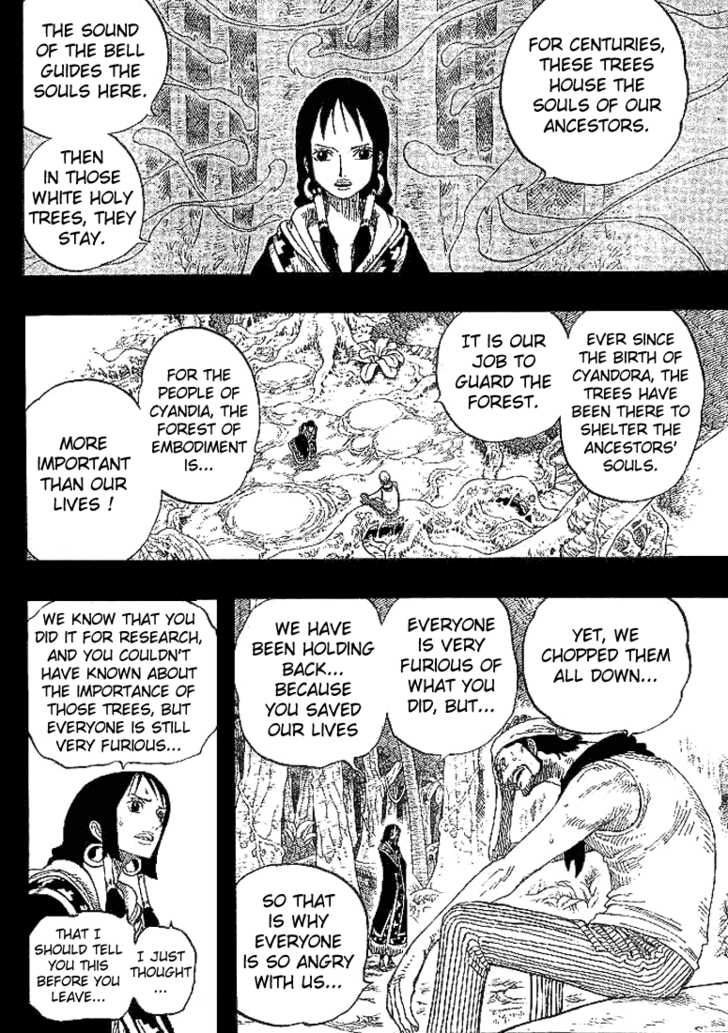 FOR CENTURIES,
THESE TREES
HOUSE THE
SOULS OF OUR
ANCESTORS.
THE SOUND
OF THE BELL
GUIDES THE
SOULS HERE.
THEN
IN THOSE
WHITE HOLY
TREES, THEY
STAY.
EVER SINCE
THE BIRTH OF
CYANDORA, THE
TREES HAVE
BEEN THERE TO
SHELTER THE
ANCESTORS'
SOULS.
IT IS OUR
JOB TO
GUARD THE
FOREST.
FOR THE
PEOPLE OF
CYANDIA, THE
FOREST OF
EMBODIMENT
IS...
MORE
IMPORTANT
THAN OUR
LIVES !
YET, WE
CHOPPED THEM
ALL DOWN...
EVERYONE
IS VERY
FURIOUS OF
WHAT YOU
DID, BUT...
WE HAVE
BEEN HOLDING
BACK...
BECAUSE
YOU SAVED
OUR LIVES
SO THAT
IS WHY
EVERYONE
IS SO ANGRY
WITH US...
WE KNOW THAT YOU
DID IT FOR RESEARCH,
AND YOU COULDN'T
HAVE KNOWN ABOUT
THE IMPORTANCE OF
THOSE TREES, BUT
EVERYONE IS STILL
VERY FURIOUS...
I JUST
THOUGHT
...
THAT I
SHOULD TELL
YOU THIS
BEFORE YOU
LEAVE...